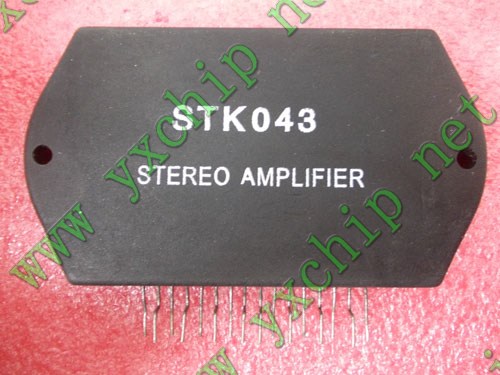 STK043
STEREO AMPLIFIER
www yxchip net
www yxchip net